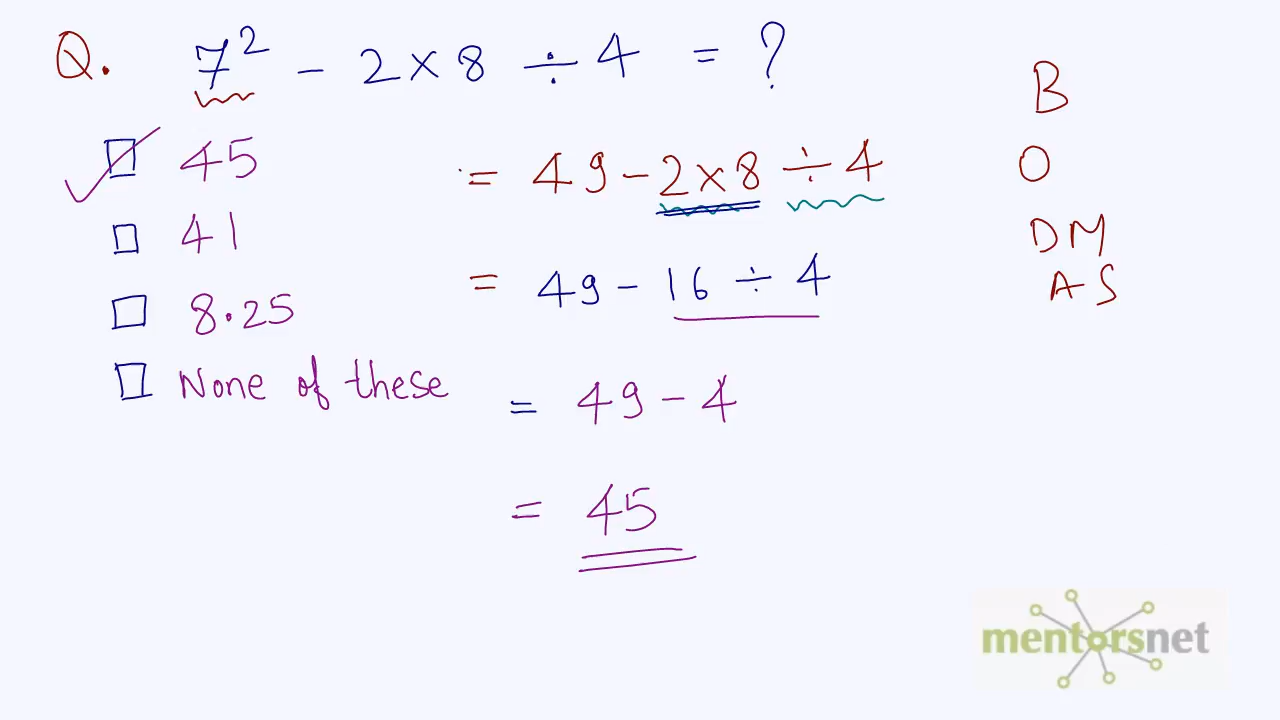 Q. 7² - 2 × 8 ÷ 4 = ?
45
41
8.25
None of these
= 49 - 2 × 8 ÷ 4
= 49 - 16 ÷ 4
= 49 - 4
= 45
B
O
DM
AS
mentorsnet